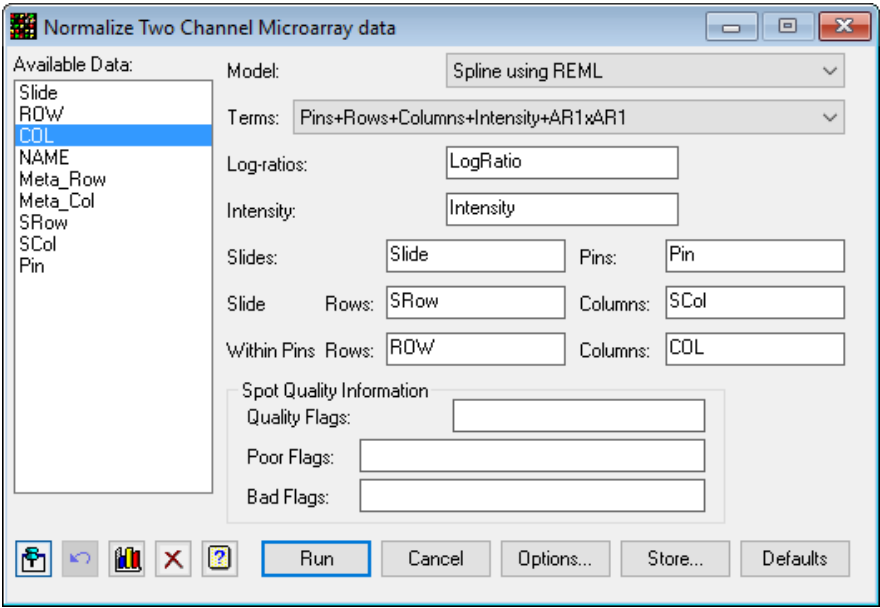 Normalize Two Channel Microarray data
Available Data:
Slide
ROW
COL
NAME
Meta_Row
Meta_Col
SRow
SCol
Pin
Model: Spline using REML
Terms: Pins+Rows+Columns+Intensity+AR1xAR1
Log-ratios: LogRatio
Intensity: Intensity
Slides: Slide Pins: Pin
Slide Rows: SRow Columns: SCol
Within Pins Rows: ROW Columns: COL
Spot Quality Information
Quality Flags:
Poor Flags:
Bad Flags:
? Run Cancel Options... Store... Defaults